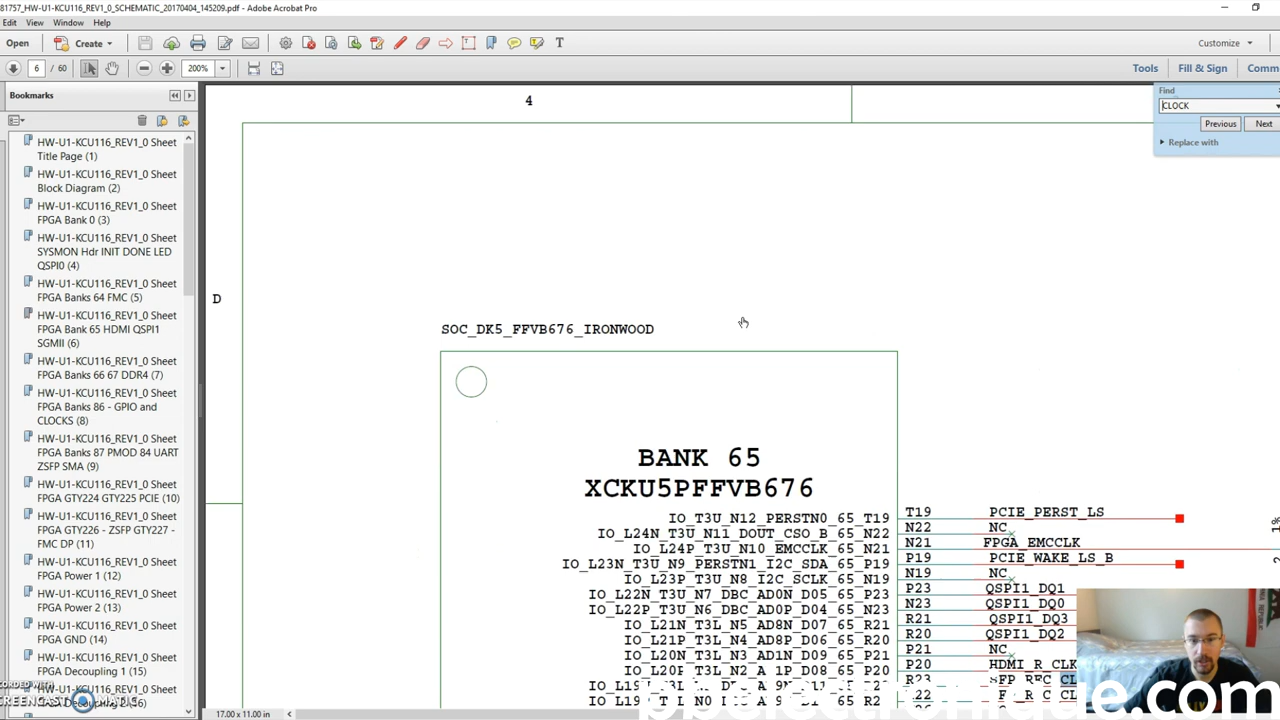 81757_HW-U1-KCU116_REV1_0_SCHEMATIC_20170404_145209.pdf - Adobe Acrobat Pro
Edit View Window Help
Open Create Customize
6 / 60 200% Tools Fill & Sign Comm
Bookmarks
HW-U1-KCU116_REV1_0 Sheet
Title Page (1)
HW-U1-KCU116_REV1_0 Sheet
Block Diagram (2)
HW-U1-KCU116_REV1_0 Sheet
FPGA Bank 0 (3)
HW-U1-KCU116_REV1_0 Sheet
SYSMON Hdr INIT DONE LED
QSPI0 (4)
HW-U1-KCU116_REV1_0 Sheet
FPGA Banks 64 FMC (5)
HW-U1-KCU116_REV1_0 Sheet
FPGA Bank 65 HDMI QSPI1
SGMII (6)
HW-U1-KCU116_REV1_0 Sheet
FPGA Banks 66 67 DDR4 (7)
HW-U1-KCU116_REV1_0 Sheet
FPGA Banks 86 - GPIO and
CLOCKS (8)
HW-U1-KCU116_REV1_0 Sheet
FPGA Banks 87 PMOD 84 UART
ZSFP SMA (9)
HW-U1-KCU116_REV1_0 Sheet
FPGA GTY224 GTY225 PCIE (10)
HW-U1-KCU116_REV1_0 Sheet
FPGA GTY226 - ZSFP GTY227 -
FMC DP (11)
HW-U1-KCU116_REV1_0 Sheet
FPGA Power 1 (12)
HW-U1-KCU116_REV1_0 Sheet
FPGA Power 2 (13)
HW-U1-KCU116_REV1_0 Sheet
FPGA GND (14)
HW-U1-KCU116_REV1_0 Sheet
FPGA Decoupling 1 (15)
HW-U1-KCU116_REV1_0 Sheet
17.00 x 11.00 in
Find
CLOCK
Previous Next
Replace with
4
D
SOC_DK5_FFVB676_IRONWOOD
BANK 65
XCKU5PFFVB676
IO_T3U_N12_PERSTN0_65_T19 T19 PCIE_PERST_LS
IO_L24N_T3U_N11_DOUT_CSO_B_65_N22 N22 NC
IO_L24P_T3U_N10_EMCCLK_65_N21 N21 FPGA_EMCCLK
IO_L23N_T3U_N9_PERSTN1_I2C_SDA_65_P19 P19 PCIE_WAKE_LS_B
IO_L23P_T3U_N8_I2C_SCLK_65_N19 N19 NC
IO_L22N_T3U_N7_DBC_AD0N_D05_65_P23 P23 QSPI1_DQ1
IO_L22P_T3U_N6_DBC_AD0P_D04_65_N23 N23 QSPI1_DQ0
IO_L21N_T3L_N5_AD8N_D07_65_R21 R21 QSPI1_DQ3
IO_L21P_T3L_N4_AD8P_D06_65_R20 R20 QSPI1_DQ2
IO_L20N_T3L_N3_AD1N_D09_65_P21 P21 NC
P20 HDMI_R_CLK
R23